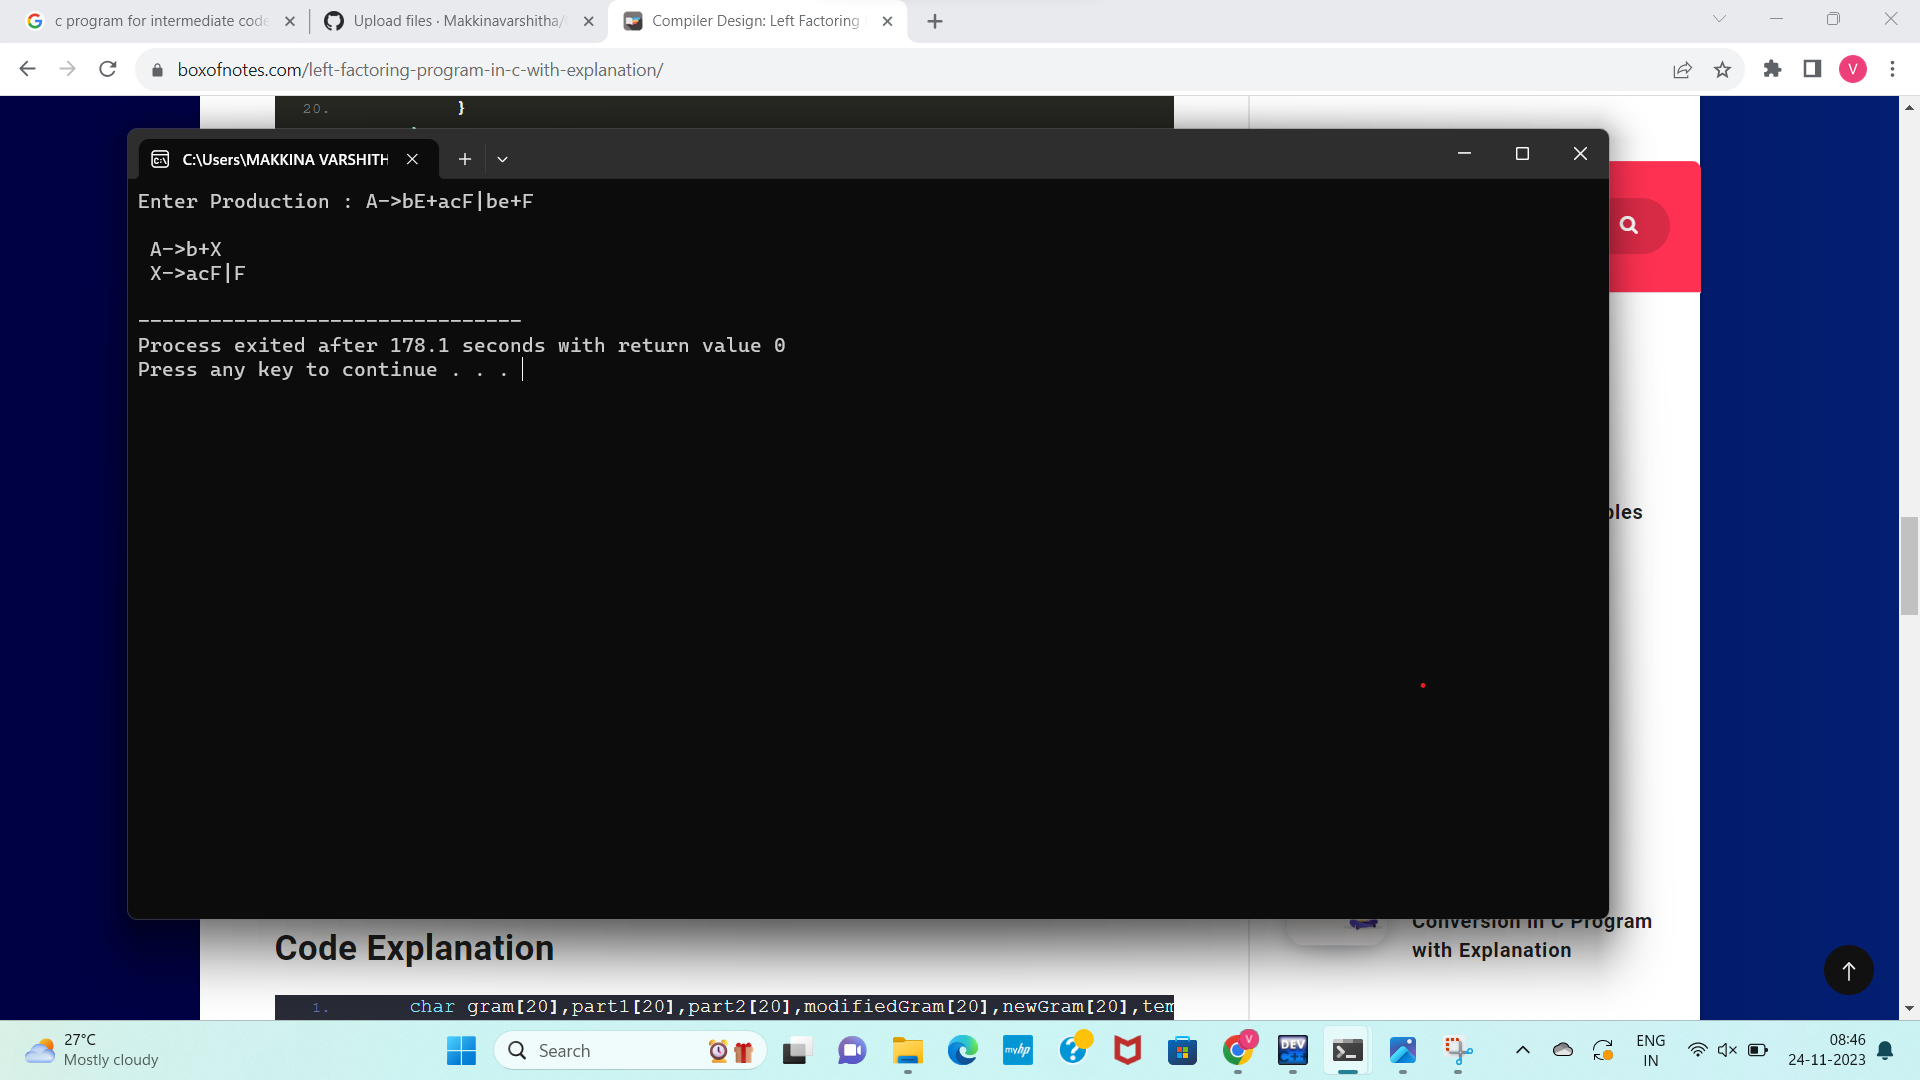 c program for intermediate code
Upload files · Makkinavarshitha/
Compiler Design: Left Factoring
boxofnotes.com/left-factoring-program-in-c-with-explanation/
V
20. }
C:\Users\MAKKINA VARSHITH
Enter Production : A->bE+acF|be+F
A->b+X
X->acF|F
--------------------------------
Process exited after 178.1 seconds with return value 0
Press any key to continue . . .
Conversion in C Program
with Explanation
Code Explanation
1. char gram[20],part1[20],part2[20],modifiedGram[20],newGram[20],tem
27°C
Mostly cloudy
Search
myhp
V
DEV
C++
ENG
IN
08:46
24-11-2023